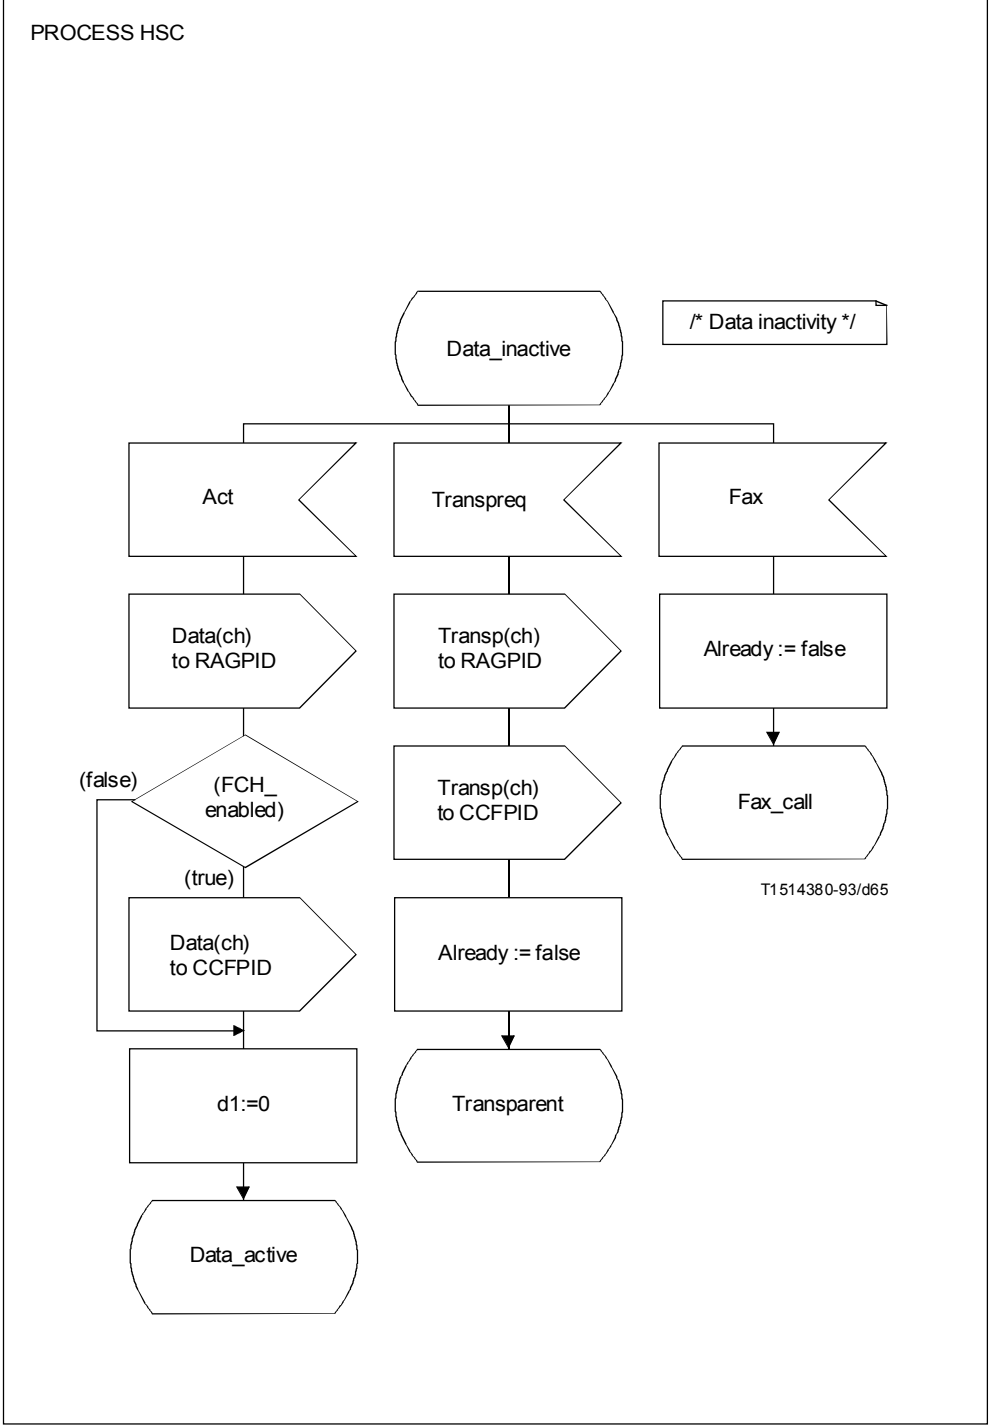 PROCESS HSC
Data_inactive
/* Data inactivity */
Act
Transpreq
Fax
Data(ch)
to RAGPID
Transp(ch)
to RAGPID
Already := false
(false)
(FCH_
enabled)
Transp(ch)
to CCFPID
Fax_call
(true)
T1514380-93/d65
Data(ch)
to CCFPID
Already := false
d1:=0
Transparent
Data_active